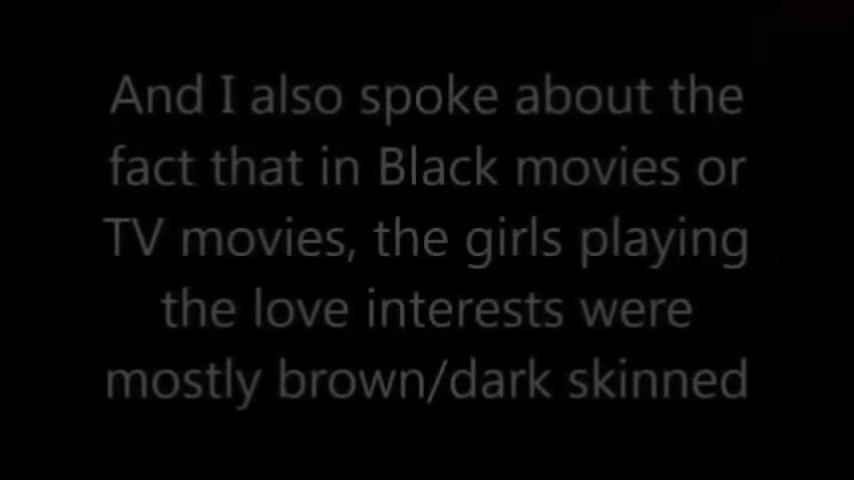 And I also spoke about the
fact that in Black movies or
TV movies, the girls playing
the love interests were
mostly brown/dark skinned